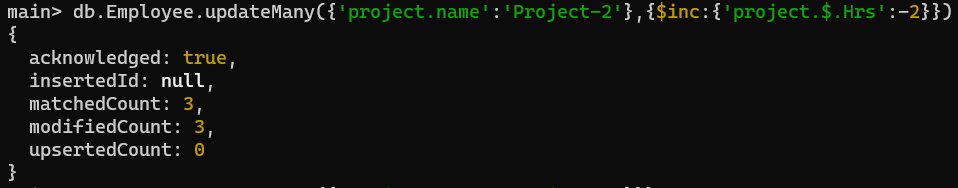 main> db.Employee.updateMany({'project.name':'Project-2'},{$inc:{'project.$.Hrs':-2}})
{
  acknowledged: true,
  insertedId: null,
  matchedCount: 3,
  modifiedCount: 3,
  upsertedCount: 0
}